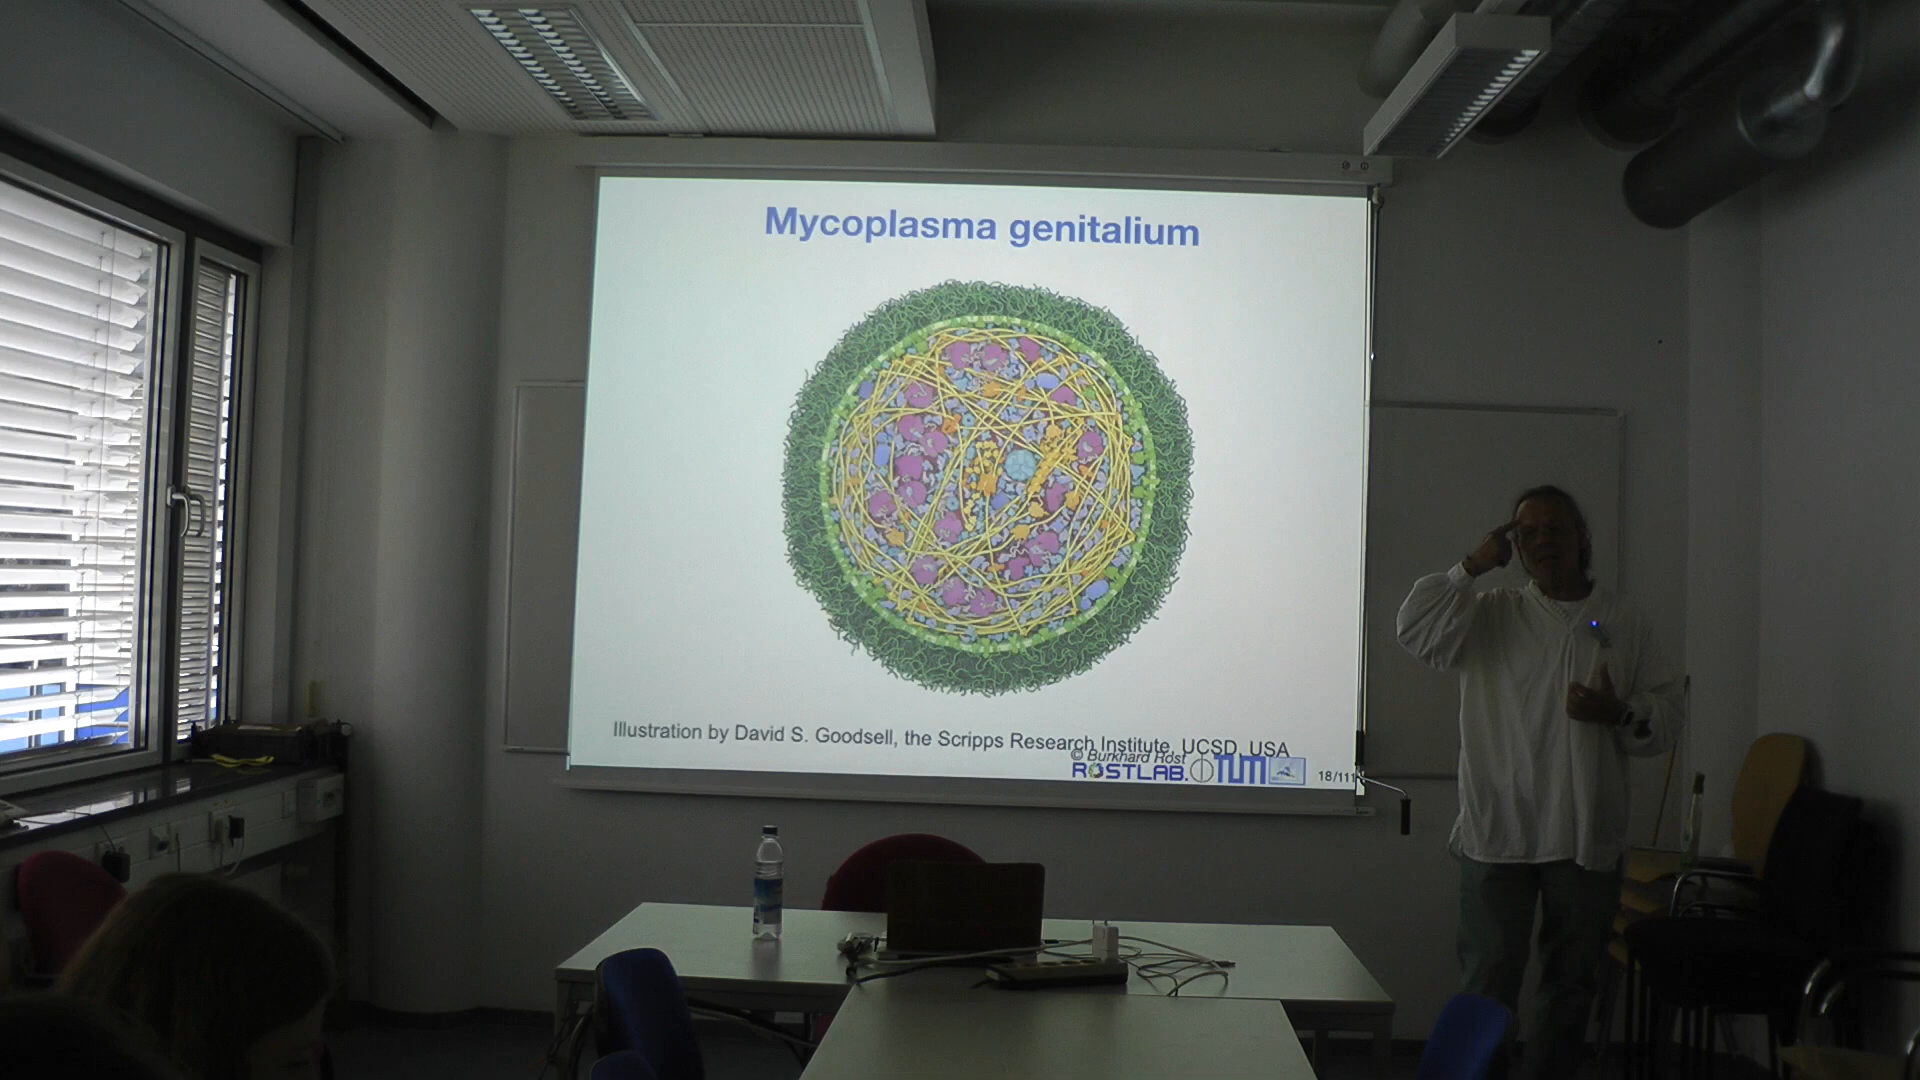 Mycoplasma genitalium
Illustration by David S. Goodsell, the Scripps Research Institute, UCSD, USA
© Burkhard Rost
ROSTLAB.
TUM
18/111